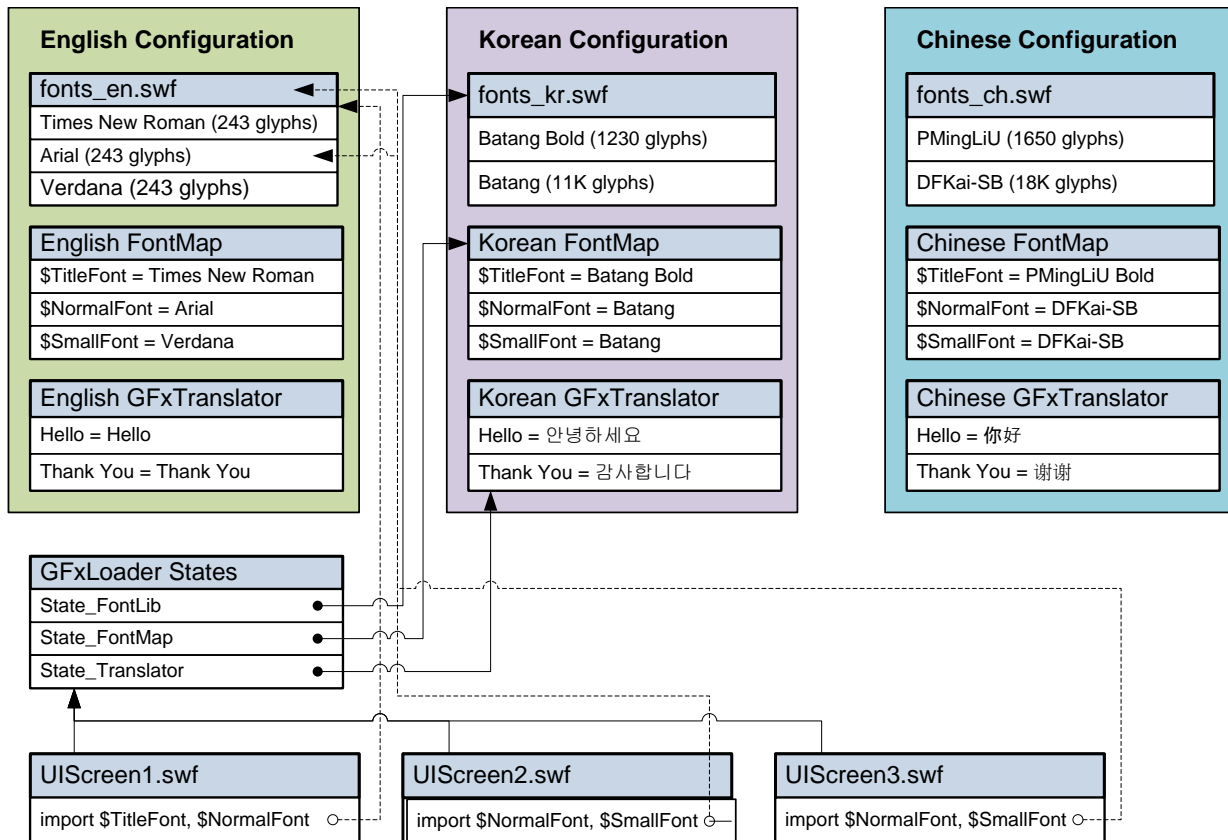 English Configuration
fonts_en.swf
Times New Roman (243 glyphs)
Arial (243 glyphs)
Verdana (243 glyphs)
English FontMap
$TitleFont = Times New Roman
$NormalFont = Arial
$SmallFont = Verdana
English GFxTranslator
Hello = Hello
Thank You = Thank You
Korean Configuration
fonts_kr.swf
Batang Bold (1230 glyphs)
Batang (11K glyphs)
Korean FontMap
$TitleFont = Batang Bold
$NormalFont = Batang
$SmallFont = Batang
Korean GFxTranslator
Hello = 안녕하세요
Thank You = 감사합니다
Chinese Configuration
fonts_ch.swf
PMingLiU (1650 glyphs)
DFKai-SB (18K glyphs)
Chinese FontMap
$TitleFont = PMingLiU Bold
$NormalFont = DFKai-SB
$SmallFont = DFKai-SB
Chinese GFxTranslator
Hello = 你好
Thank You = 谢谢
GFxLoader States
State_FontLib
State_FontMap
State_Translator
UIScreen1.swf
import $TitleFont, $NormalFont
UIScreen2.swf
import $NormalFont, $SmallFont
UIScreen3.swf
import $NormalFont, $SmallFont